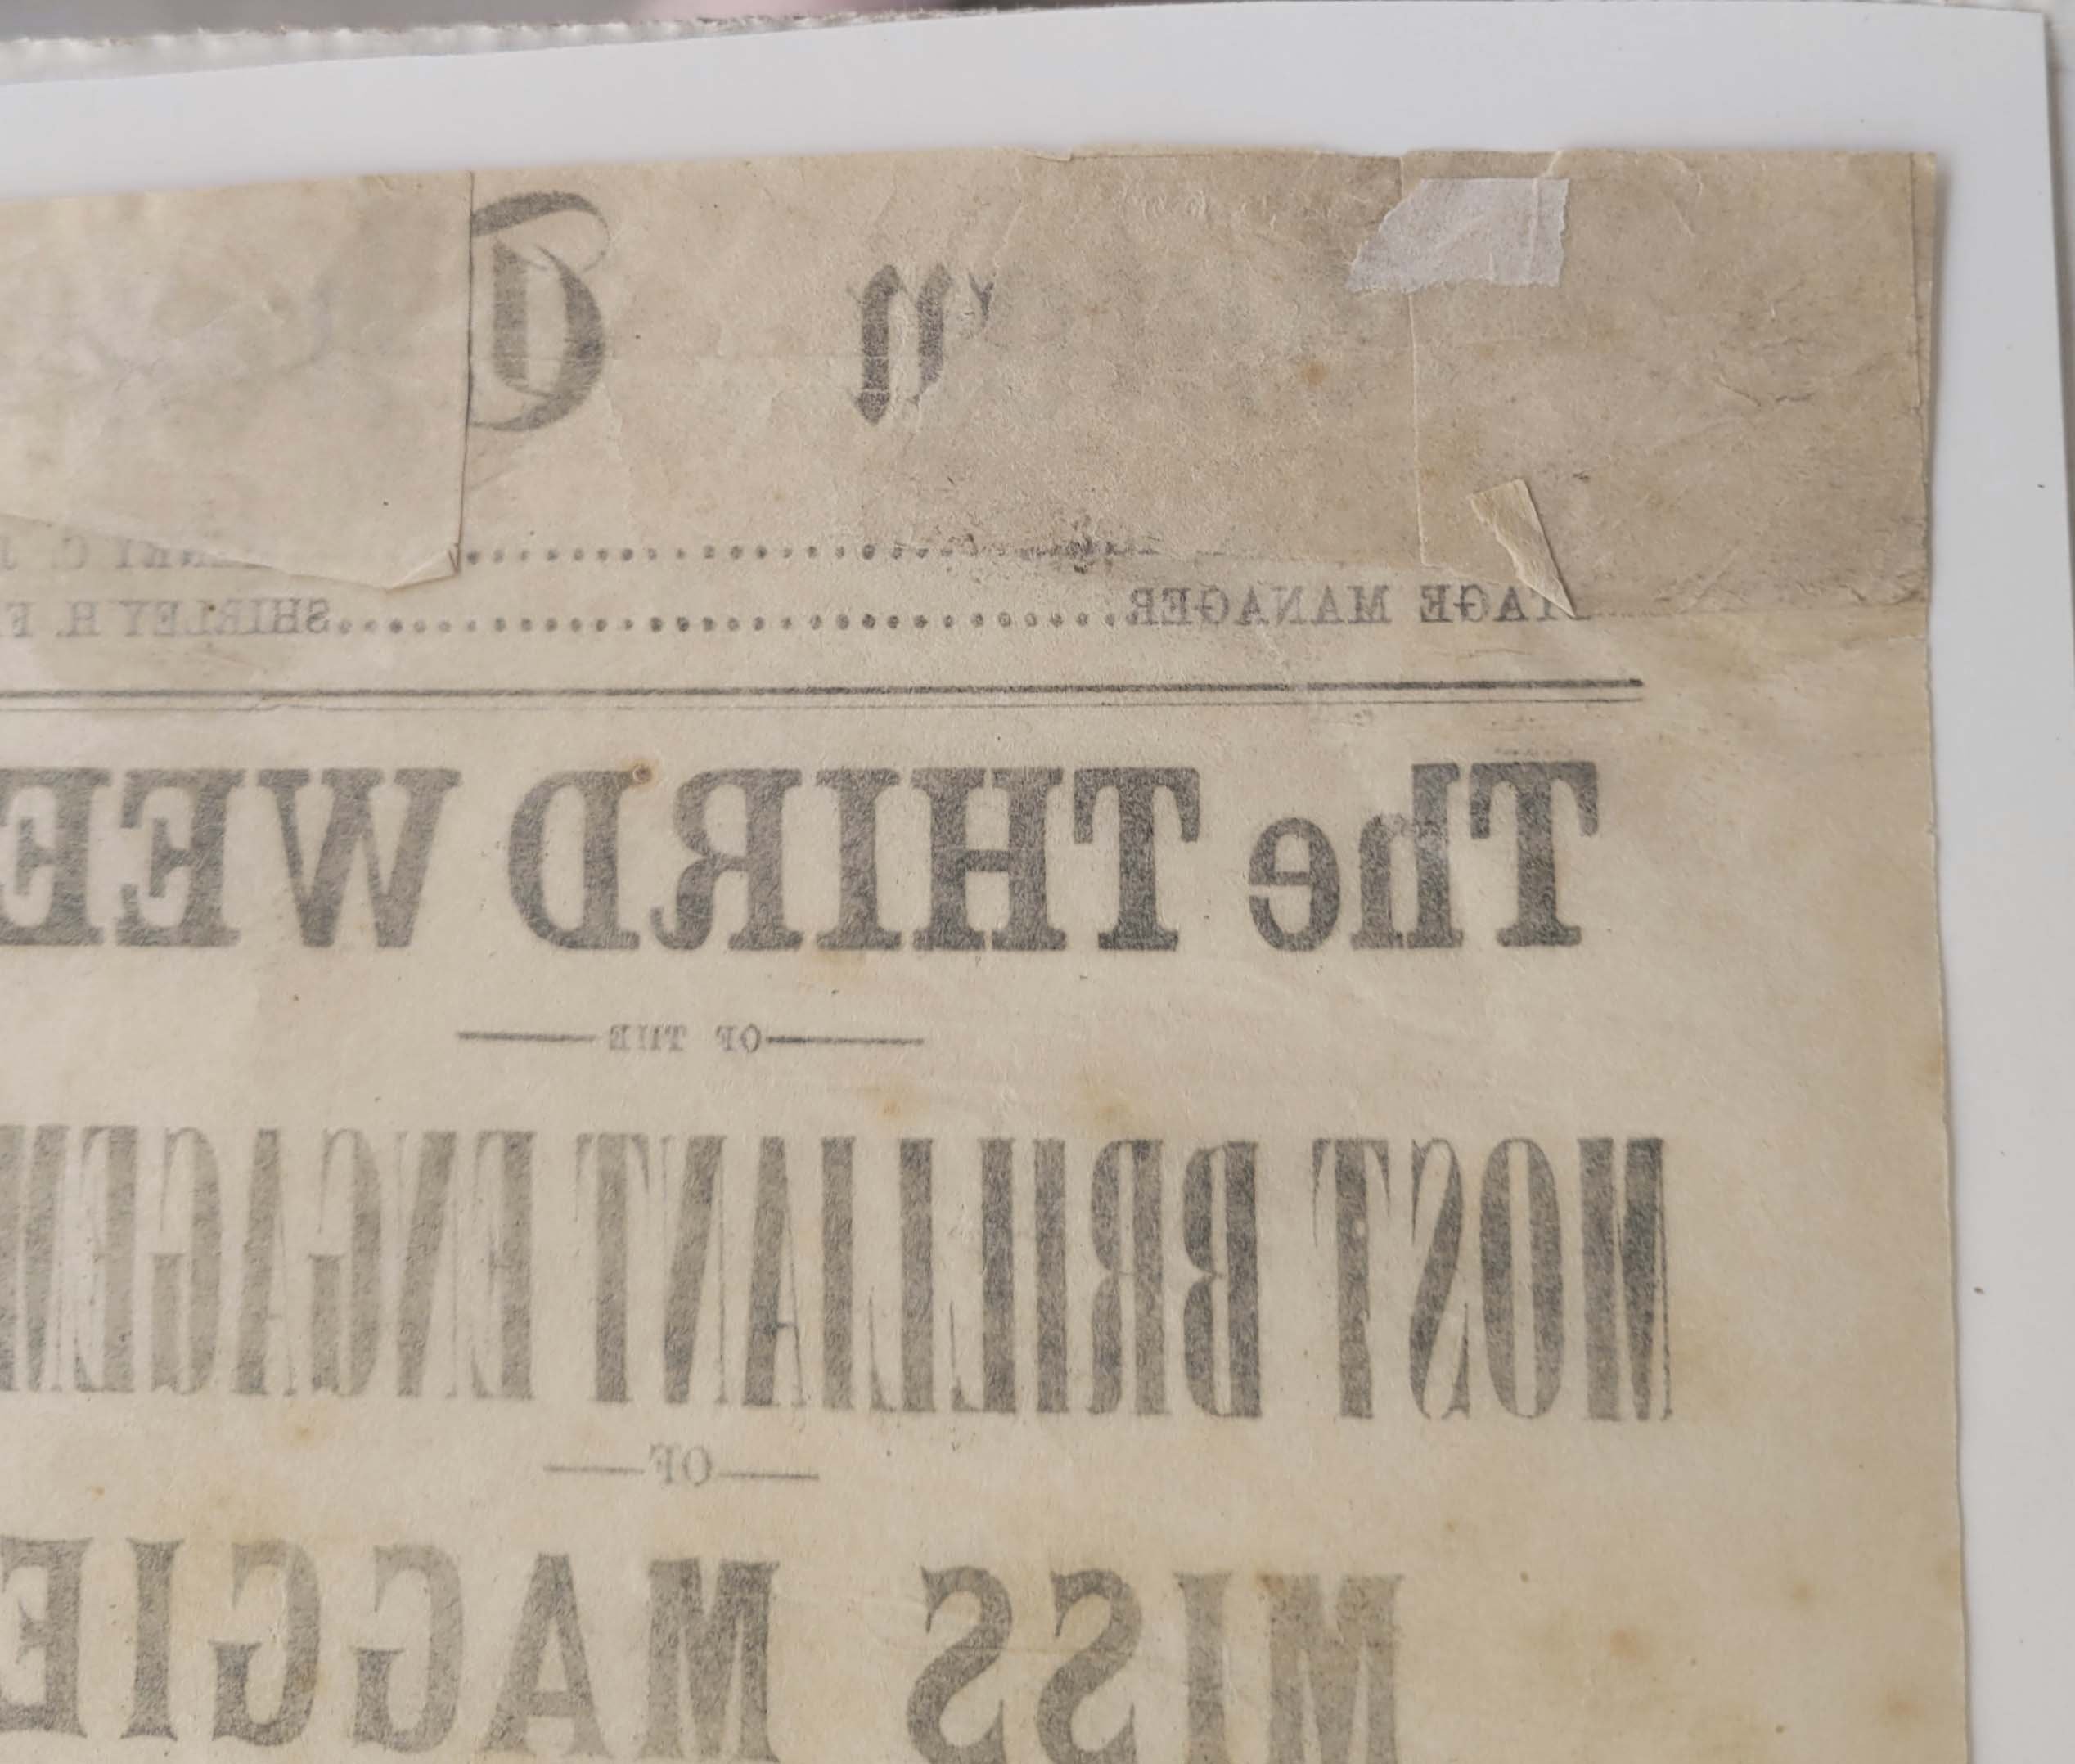 STAGE MANAGER..............................SHIRLEY H.
The THIRD WEE
OF THE
MOST BRILLIANT ENGAGEM
OF
MISS MAGGIE